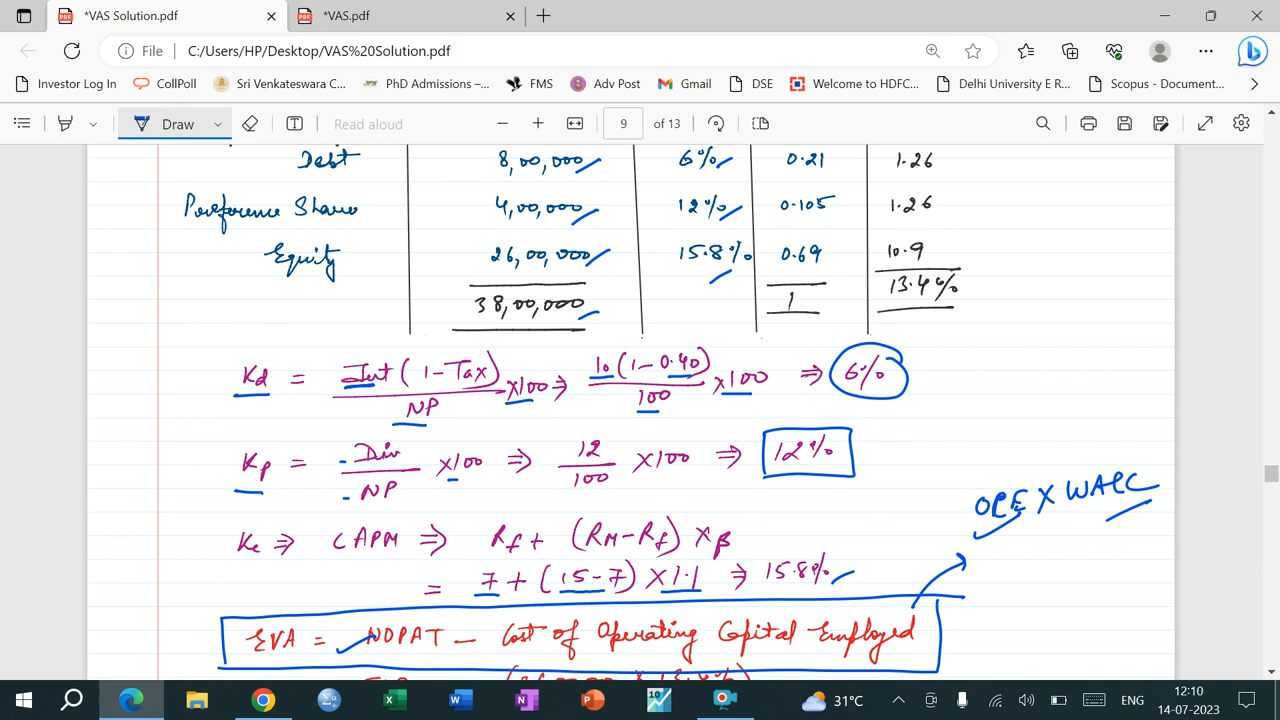 *VAS Solution.pdf
*VAS.pdf
File C:/Users/HP/Desktop/VAS%20Solution.pdf
Investor Log In CollPoll Sri Venkateswara C... PhD Admissions –... FMS Adv Post Gmail DSE Welcome to HDFC... Delhi University E R... Scopus - Document...
Draw Read aloud 9 of 13
Debt 8,00,000 6% 0.21 1.26
Preference Shares 4,00,000 12% 0.105 1.26
Equity 26,00,000 15.8% 0.69 10.9
38,00,000 1 13.4%
Kd = Int (1 - Tax) / NP ×100 ⇒ 10 (1 - 0.40) / 100 ×100 ⇒ 6%
Kp = Div / NP ×100 ⇒ 12 / 100 ×100 ⇒ 12%
OCE × WACC
Ke ⇒ CAPM ⇒ Rf + (RM - Rf) × β
= 7 + (15 - 7) × 1.1 ⇒ 15.8%
EVA = NOPAT - Cost of Operating Capital Employed
31°C ENG 12:10
14-07-2023